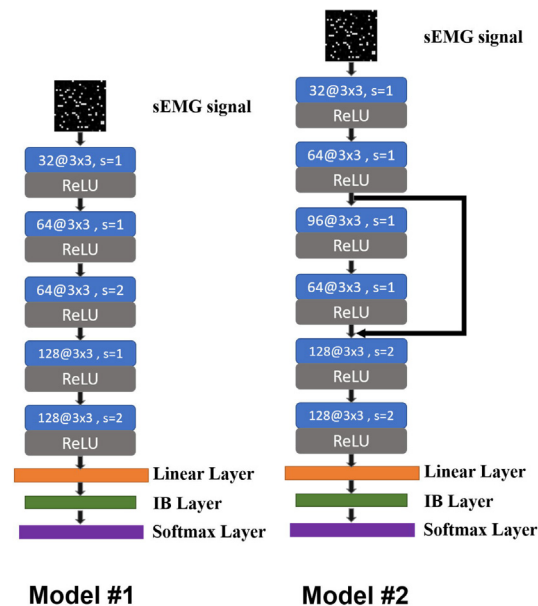 sEMG signal
32@3x3, s=1
ReLU
64@3x3 , s=1
ReLU
64@3x3 , s=2
ReLU
128@3x3 , s=1
ReLU
128@3x3 , s=2
ReLU
Linear Layer
IB Layer
Softmax Layer
Model #1
sEMG signal
32@3x3, s=1
ReLU
64@3x3 , s=1
ReLU
96@3x3 , s=1
ReLU
64@3x3 , s=1
ReLU
128@3x3 , s=2
ReLU
128@3x3 , s=2
ReLU
Linear Layer
IB Layer
Softmax Layer
Model #2